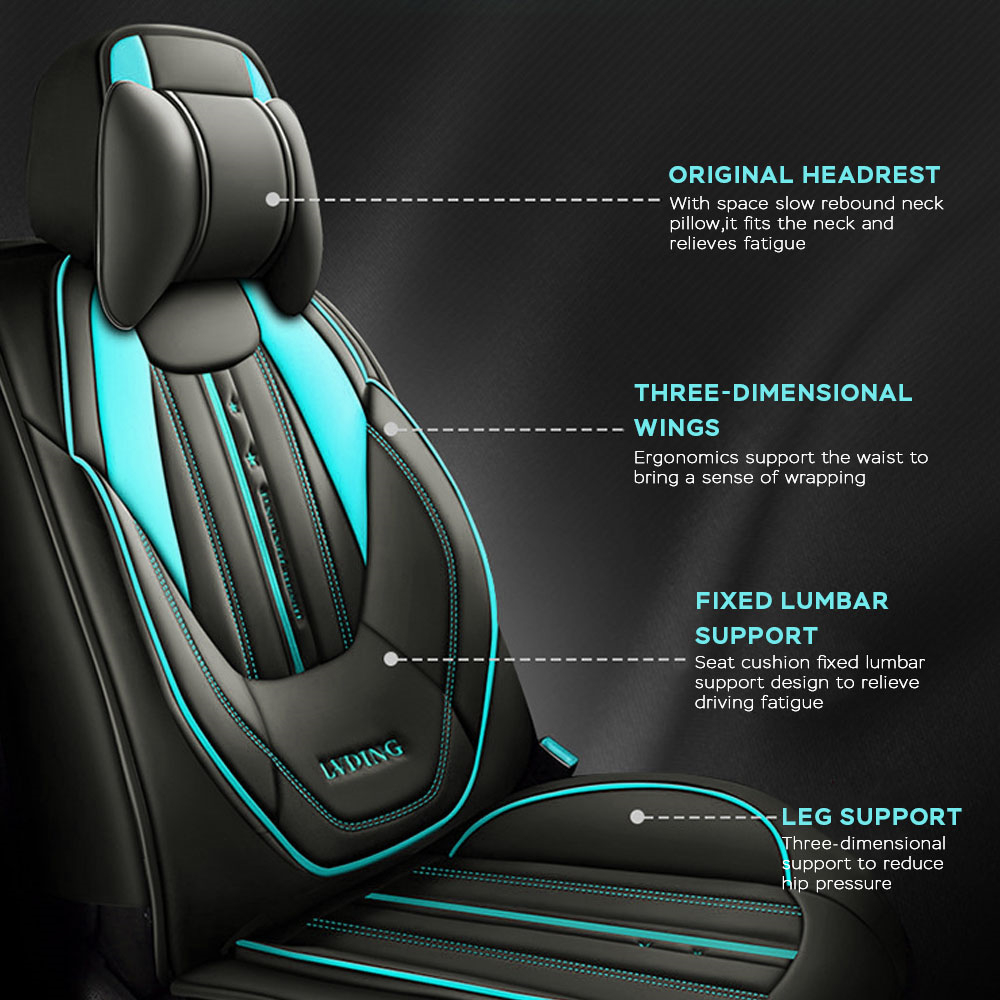 ORIGINAL HEADREST
With space slow rebound neck
pillow,it fits the neck and
relieves fatigue
THREE-DIMENSIONAL
WINGS
Ergonomics support the waist to
bring a sense of wrapping
FIXED LUMBAR
SUPPORT
Seat cushion fixed lumbar
support design to relieve
driving fatigue
LVDING
LEG SUPPORT
Three-dimensional
support to reduce
hip pressure